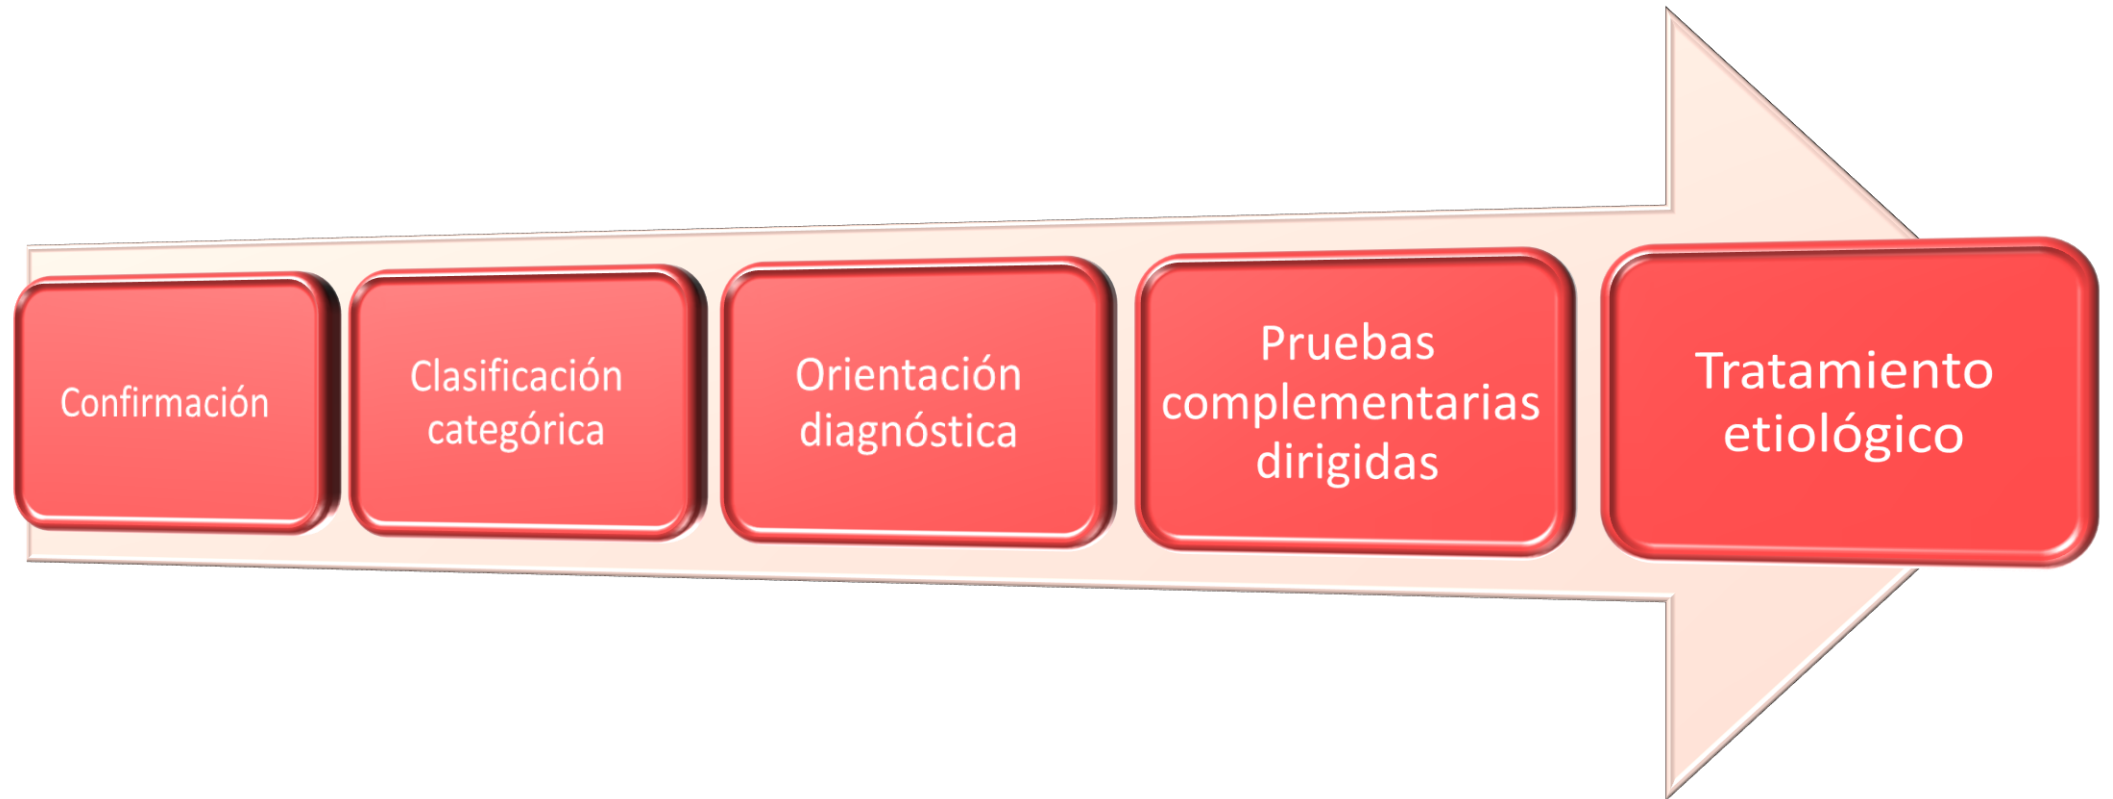 Confirmación
Clasificación
categórica
Orientación
diagnóstica
Pruebas
complementarias
dirigidas
Tratamiento
etiológico